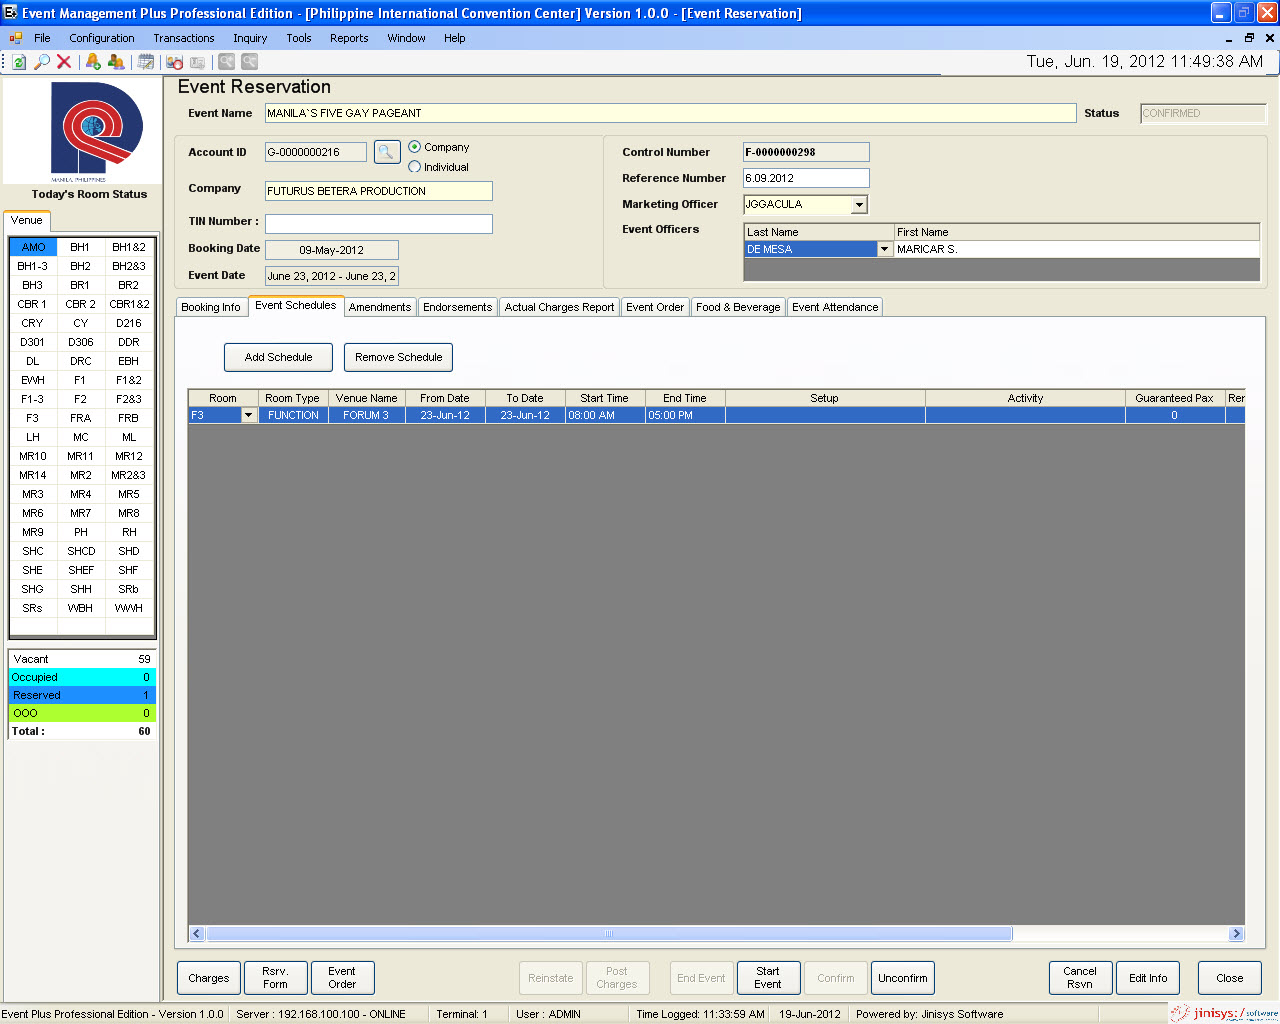 Event Management Plus Professional Edition - [Philippine International Convention Center] Version 1.0.0 - [Event Reservation]
File Configuration Transactions Inquiry Tools Reports Window Help
Tue, Jun. 19, 2012 11:49:38 AM
MANILA, PHILIPPINES
Today's Room Status
Venue
AMO BH1 BH1&2
BH1-3 BH2 BH2&3
BH3 BR1 BR2
CBR 1 CBR 2 CBR1&2
CRY CY D216
D301 D306 DDR
DL DRC EBH
EWH F1 F1&2
F1-3 F2 F2&3
F3 FRA FRB
LH MC ML
MR10 MR11 MR12
MR14 MR2 MR2&3
MR3 MR4 MR5
MR6 MR7 MR8
MR9 PH RH
SHC SHCD SHD
SHE SHEF SHF
SHG SHH SRb
SRs WBH WWH
Vacant 59
Occupied 0
Reserved 1
OOO 0
Total : 60
Event Reservation
Event Name MANILA`S FIVE GAY PAGEANT Status CONFIRMED
Account ID G-0000000216 Company
Individual
Company FUTURUS BETERA PRODUCTION
TIN Number :
Booking Date 09-May-2012
Event Date June 23, 2012 - June 23, 2
Control Number F-0000000298
Reference Number 6.09.2012
Marketing Officer JGGACULA
Event Officers Last Name First Name
DE MESA MARICAR S.
Booking Info Event Schedules Amendments Endorsements Actual Charges Report Event Order Food & Beverage Event Attendance
Add Schedule Remove Schedule
Room Room Type Venue Name From Date To Date Start Time End Time Setup Activity Guaranteed Pax Rer
F3 FUNCTION FORUM 3 23-Jun-12 23-Jun-12 08:00 AM 05:00 PM 0
Charges Rsrv. Form Event Order Reinstate Post Charges End Event Start Event Confirm Unconfirm Cancel Rsvn Edit Info Close
Event Plus Professional Edition - Version 1.0.0 Server : 192.168.100.100 - ONLINE Terminal: 1 User : ADMIN Time Logged: 11:33:59 AM 19-Jun-2012 Powered by: Jinisys Software jinisys:/software